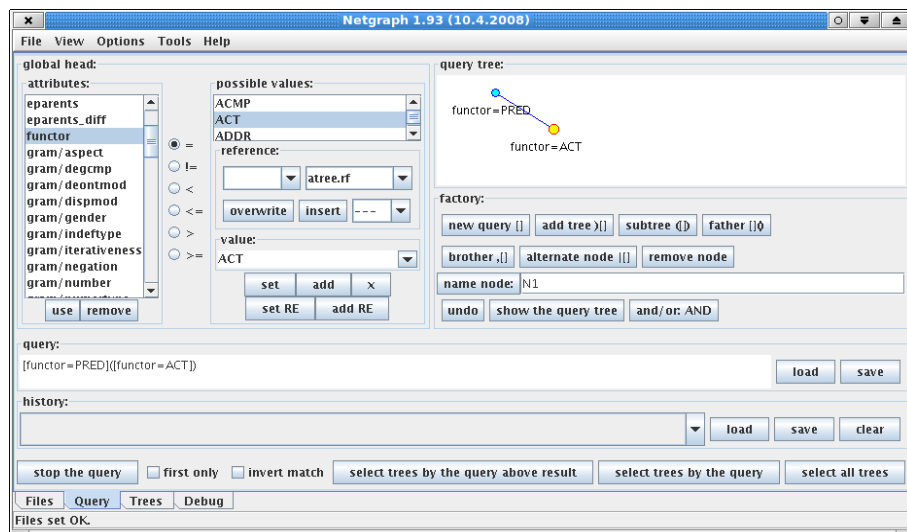 Netgraph 1.93 (10.4.2008)
File View Options Tools Help
global head:
attributes:
eparents
eparents_diff
functor
gram/aspect
gram/degcmp
gram/deontmod
gram/dispmod
gram/gender
gram/indeftype
gram/iterativeness
gram/negation
gram/number
use remove
=
!=
<
<=
>
>=
possible values:
ACMP
ACT
ADDR
reference:
atree.rf
overwrite insert ---
value:
ACT
set add x
set RE add RE
query tree:
functor=PRED
functor=ACT
factory:
new query [] add tree )[] subtree ([]) father []()
brother ,[] alternate node |[] remove node
name node: N1
undo show the query tree and/or: AND
query:
[functor=PRED]([functor=ACT])
load save
history:
load save clear
stop the query first only invert match select trees by the query above result select trees by the query select all trees
Files Query Trees Debug
Files set OK.